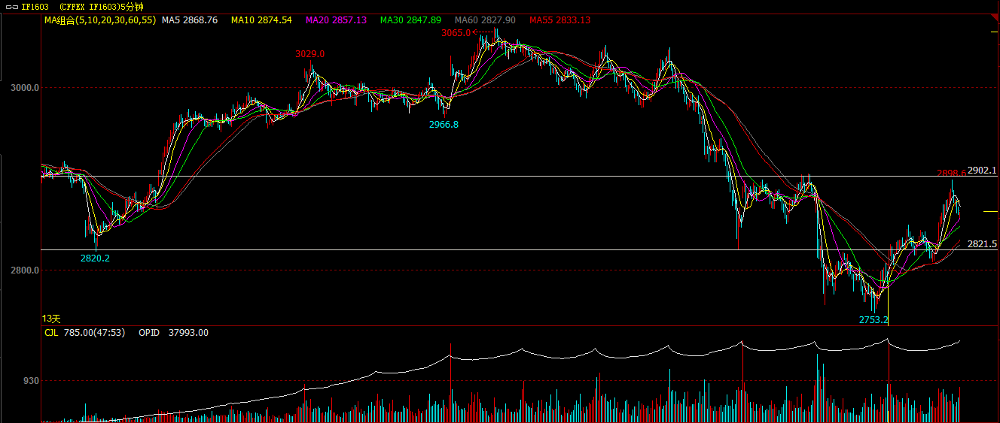 IF1603 (CFFEX IF1603)5分钟
MA组合(5,10,20,30,60,55) MA5 2868.76 MA10 2874.54 MA20 2857.13 MA30 2847.89 MA60 2827.90 MA55 2833.13
3065.0
3029.0
3000.0
2966.8
2898.6 2902.1
2821.5
2820.2
2800.0
13天
2753.2
CJL 785.00(47:53) OPID 37993.00
930